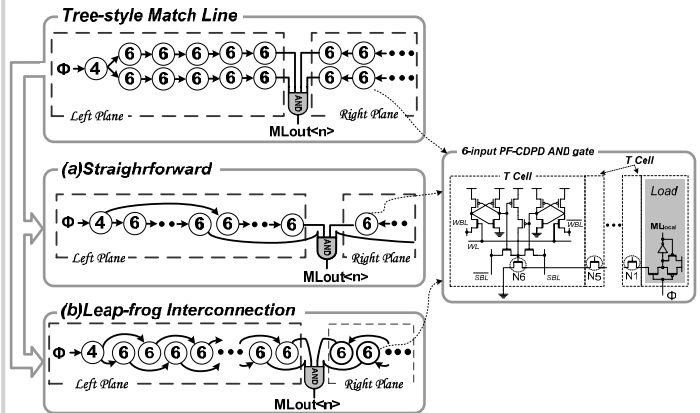 Tree-style Match Line
Φ 4 6 6 6 6 6 6 6 •••
6 6 6 6 6 6 6 •••
AND
Left Plane
Right Plane
MLout<n>
(a)Straighrforward
Φ 4 6 ••• 6 6 ••• 6 6 •••
AND
Left Plane
Right Plane
MLout<n>
(b)Leap-frog Interconnection
Φ 4 6 6 6 6 ••• 6 6 6 6 •••
AND
Left Plane
Right Plane
MLout<n>
6-input PF-CDPD AND gate
T Cell
T Cell
Load
WBL
WBL
WL
MLlocal
•••
SBL
N6
SBL
N5
N1
Φ